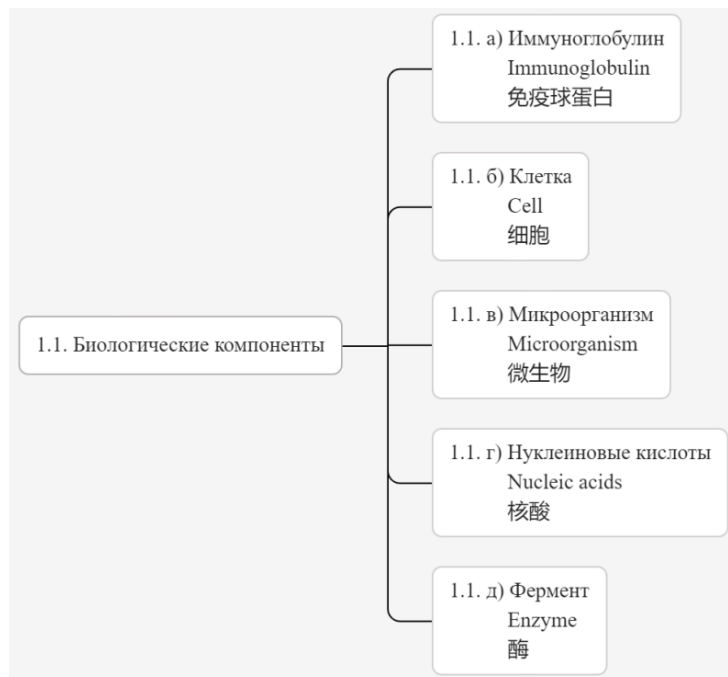 1.1. а) Иммуноглобулин
Immunoglobulin
免疫球蛋白
1.1. б) Клетка
Cell
细胞
1.1. Биологические компоненты
1.1. в) Микроорганизм
Microorganism
微生物
1.1. г) Нуклеиновые кислоты
Nucleic acids
核酸
1.1. д) Фермент
Enzyme
酶